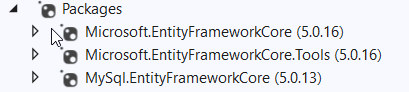 Packages
Microsoft.EntityFrameworkCore (5.0.16)
Microsoft.EntityFrameworkCore.Tools (5.0.16)
MySql.EntityFrameworkCore (5.0.13)